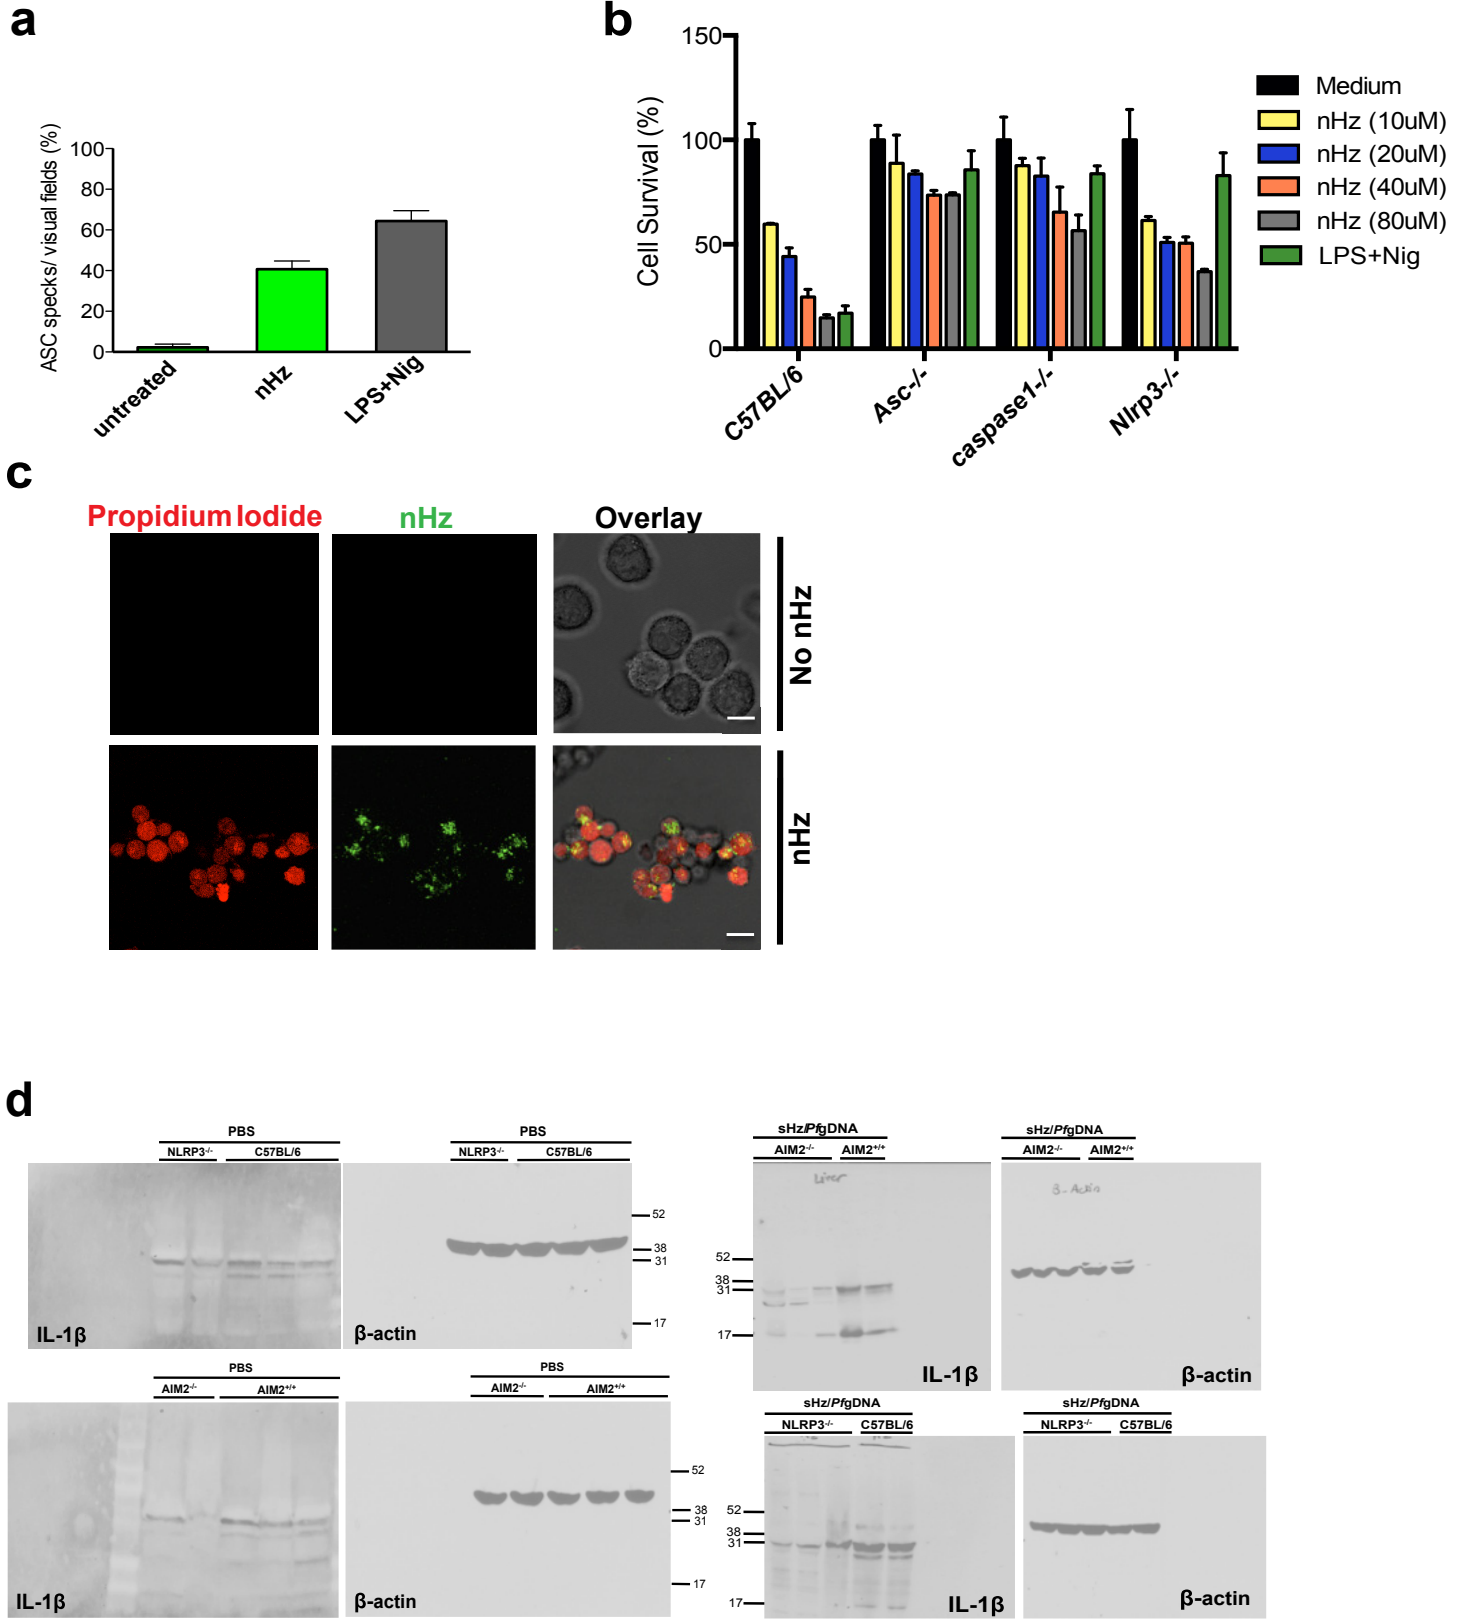 a
ASC specks/ visual fields (%)
100
80
60
40
20
0
untreated
nHz
LPS+Nig
b
Cell Survival (%)
150
100
50
0
C57BL/6
Asc-/-
caspase1-/-
Nlrp3-/-
Medium
nHz (10uM)
nHz (20uM)
nHz (40uM)
nHz (80uM)
LPS+Nig
c
Propidium Iodide
nHz
Overlay
No nHz
nHz
d
PBS
NLRP3-/- C57BL/6
IL-1β
PBS
NLRP3-/- C57BL/6
52
38
31
17
β-actin
sHz/PfgDNA
AIM2-/- AIM2+/+
Liver
52
38
31
17
IL-1β
sHz/PfgDNA
AIM2-/- AIM2+/+
β-Actin
β-actin
PBS
AIM2-/- AIM2+/+
IL-1β
PBS
AIM2-/- AIM2+/+
52
38
31
17
β-actin
sHz/PfgDNA
NLRP3-/- C57BL/6
52
38
31
17
IL-1β
sHz/PfgDNA
NLRP3-/- C57BL/6
β-actin